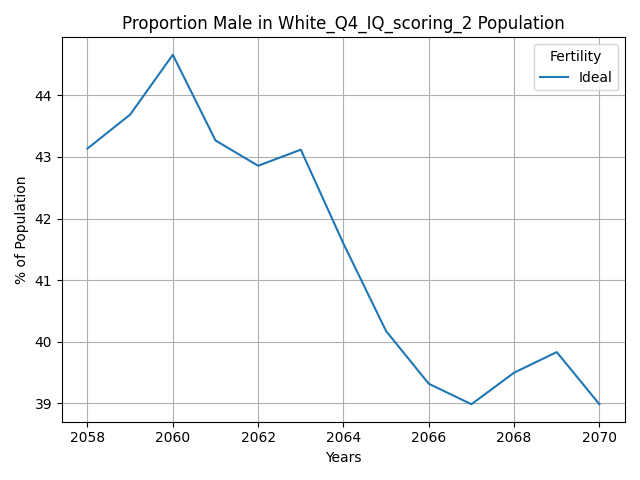 Proportion Male in White_Q4_IQ_scoring_2 Population
Fertility
Ideal
% of Population
44
43
42
41
40
39
2058 2060 2062 2064 2066 2068 2070
Years